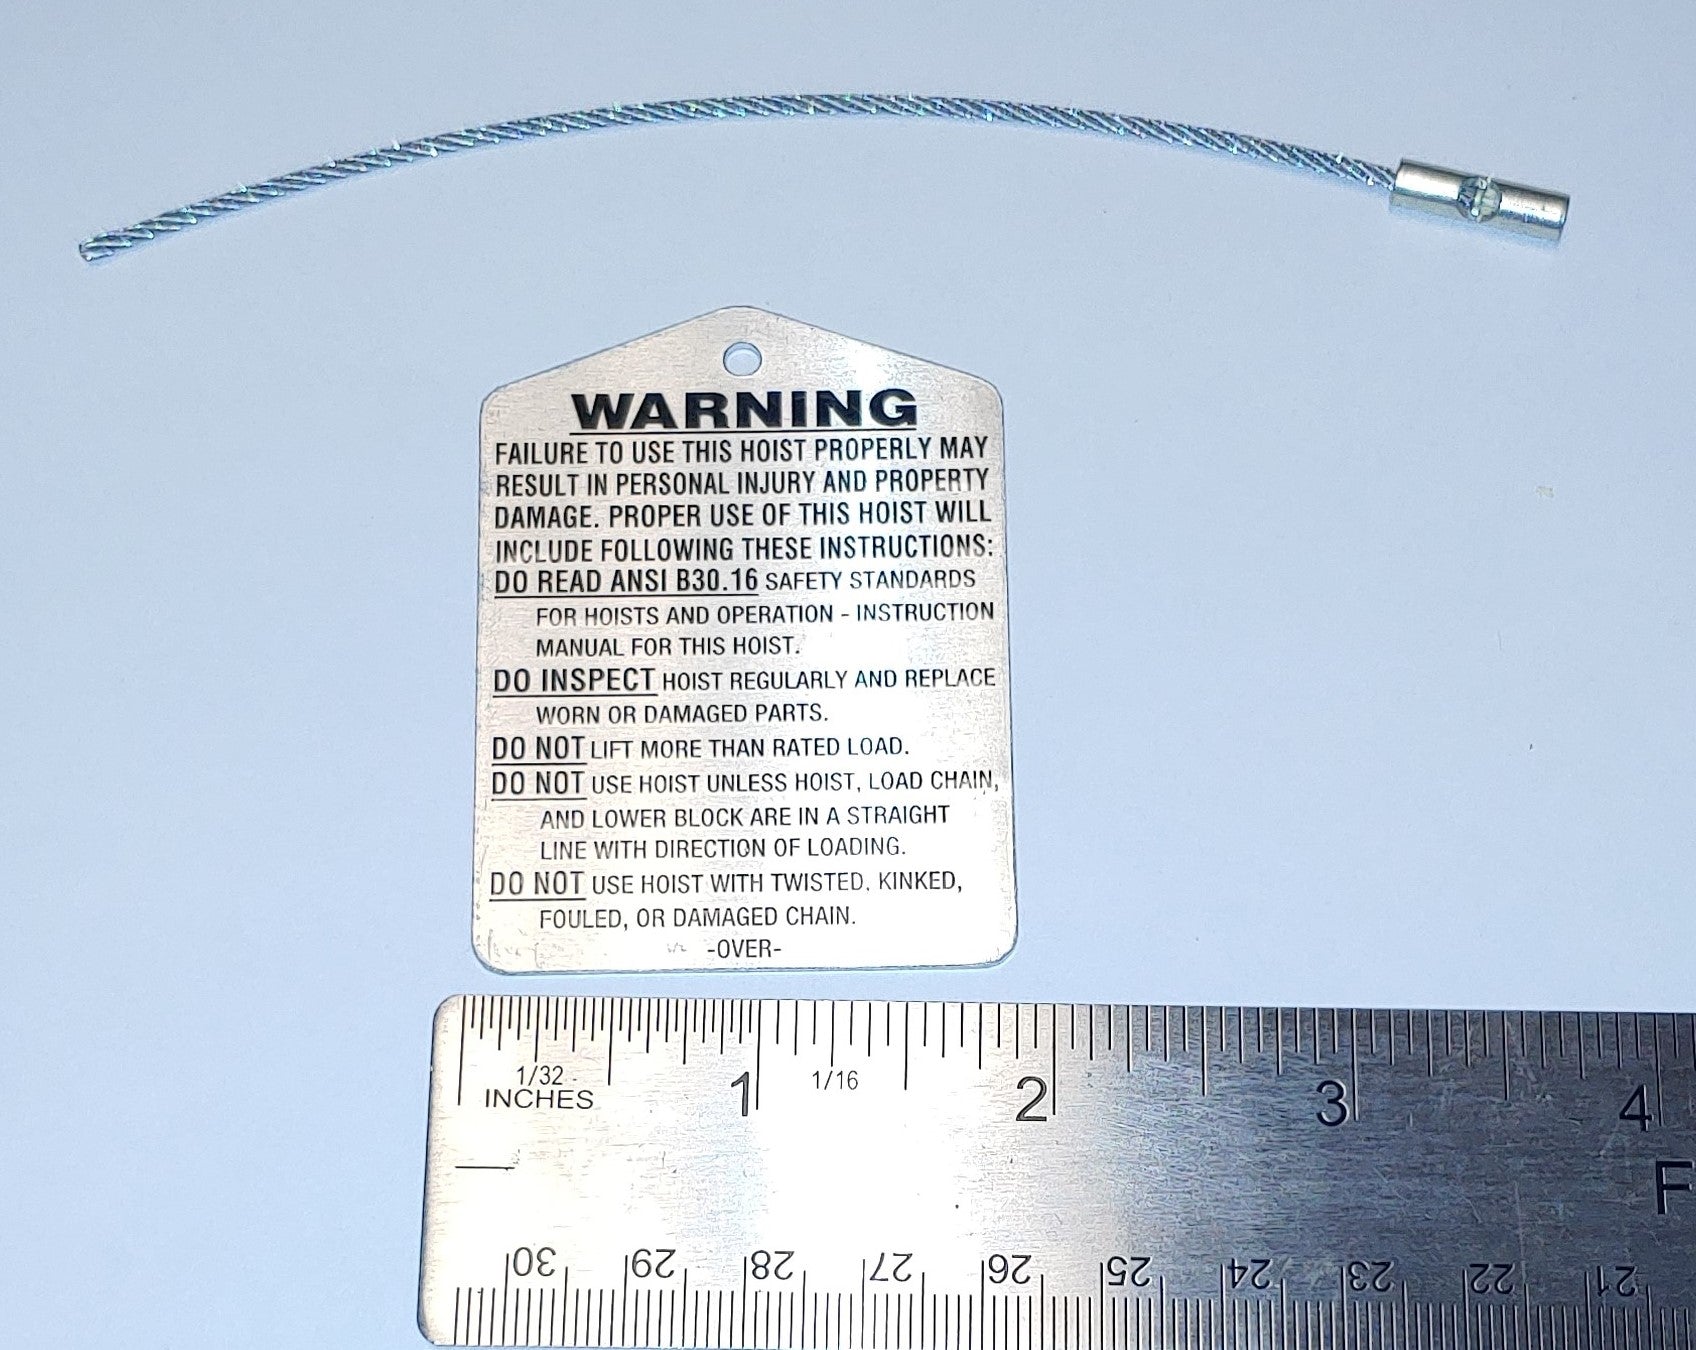 WARNING
FAILURE TO USE THIS HOIST PROPERLY MAY
RESULT IN PERSONAL INJURY AND PROPERTY
DAMAGE. PROPER USE OF THIS HOIST WILL
INCLUDE FOLLOWING THESE INSTRUCTIONS:
DO READ ANSI B30.16 SAFETY STANDARDS
FOR HOISTS AND OPERATION - INSTRUCTION
MANUAL FOR THIS HOIST.
DO INSPECT HOIST REGULARLY AND REPLACE
WORN OR DAMAGED PARTS.
DO NOT LIFT MORE THAN RATED LOAD.
DO NOT USE HOIST UNLESS HOIST, LOAD CHAIN,
AND LOWER BLOCK ARE IN A STRAIGHT
LINE WITH DIRECTION OF LOADING.
DO NOT USE HOIST WITH TWISTED, KINKED,
FOULED, OR DAMAGED CHAIN.
-OVER-
1/32 1 1/16 2 3 4
INCHES
F
30 29 28 27 26 25 24 23 22 21